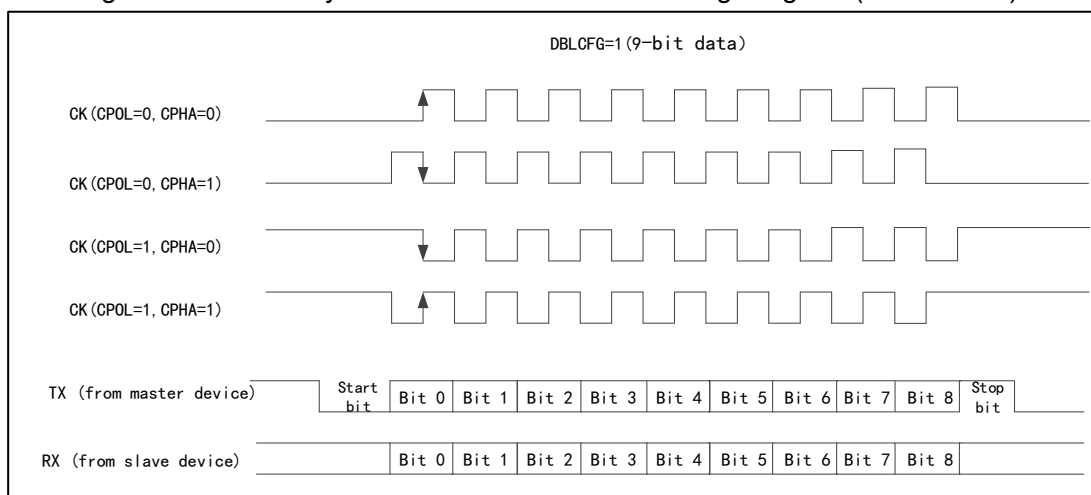 DBLCFG=1(9-bit data)
CK(CPOL=0, CPHA=0)
CK(CPOL=0, CPHA=1)
CK(CPOL=1, CPHA=0)
CK(CPOL=1, CPHA=1)
TX (from master device) Start bit Bit 0 Bit 1 Bit 2 Bit 3 Bit 4 Bit 5 Bit 6 Bit 7 Bit 8 Stop bit
RX (from slave device) Bit 0 Bit 1 Bit 2 Bit 3 Bit 4 Bit 5 Bit 6 Bit 7 Bit 8